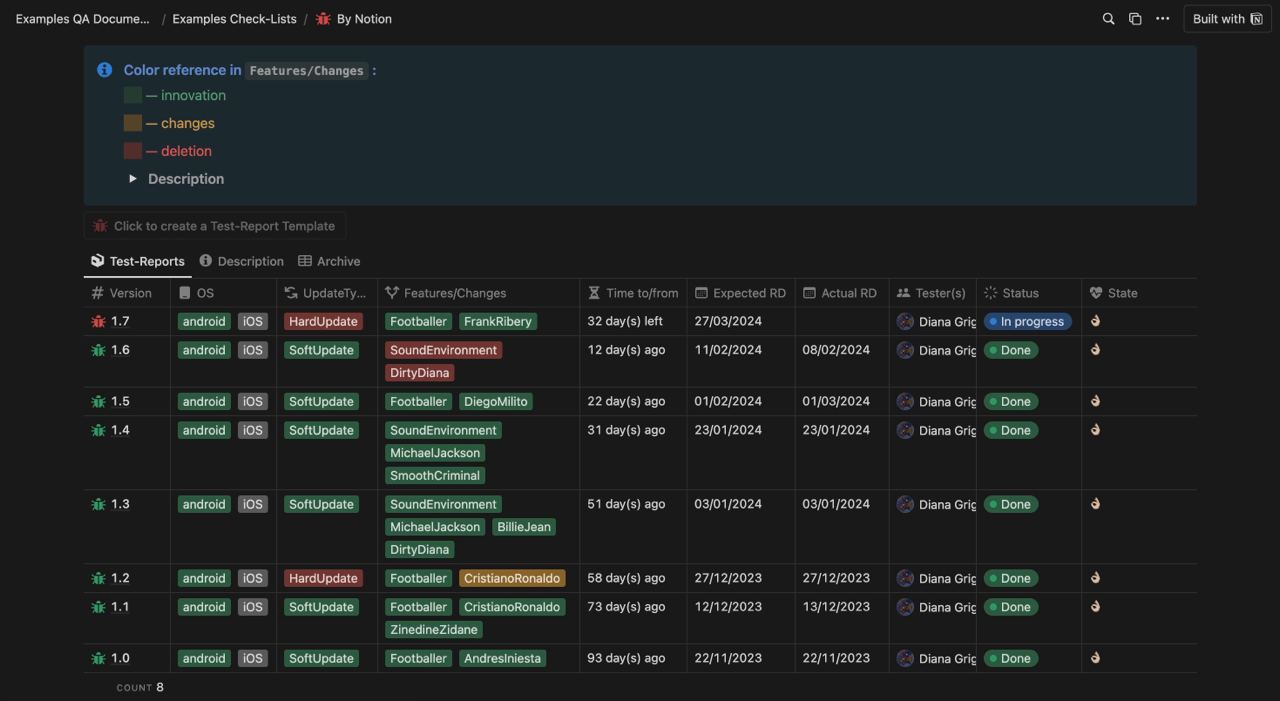 Examples QA Docume... / Examples Check-Lists / By Notion
Built with
Color reference in Features/Changes :
— innovation
— changes
— deletion
Description
Click to create a Test-Report Template
Test-Reports Description Archive
Version OS UpdateTy... Features/Changes Time to/from Expected RD Actual RD Tester(s) Status State
1.7 android iOS HardUpdate Footballer FrankRibery 32 day(s) left 27/03/2024 Diana Grig In progress
1.6 android iOS SoftUpdate SoundEnvironment 12 day(s) ago 11/02/2024 08/02/2024 Diana Grig Done
DirtyDiana
1.5 android iOS SoftUpdate Footballer DiegoMilito 22 day(s) ago 01/02/2024 01/03/2024 Diana Grig Done
1.4 android iOS SoftUpdate SoundEnvironment 31 day(s) ago 23/01/2024 23/01/2024 Diana Grig Done
MichaelJackson
SmoothCriminal
1.3 android iOS SoftUpdate SoundEnvironment 51 day(s) ago 03/01/2024 03/01/2024 Diana Grig Done
MichaelJackson BillieJean
DirtyDiana
1.2 android iOS HardUpdate Footballer CristianoRonaldo 58 day(s) ago 27/12/2023 27/12/2023 Diana Grig Done
1.1 android iOS SoftUpdate Footballer CristianoRonaldo 73 day(s) ago 12/12/2023 13/12/2023 Diana Grig Done
ZinedineZidane
1.0 android iOS SoftUpdate Footballer AndresIniesta 93 day(s) ago 22/11/2023 22/11/2023 Diana Grig Done
COUNT 8